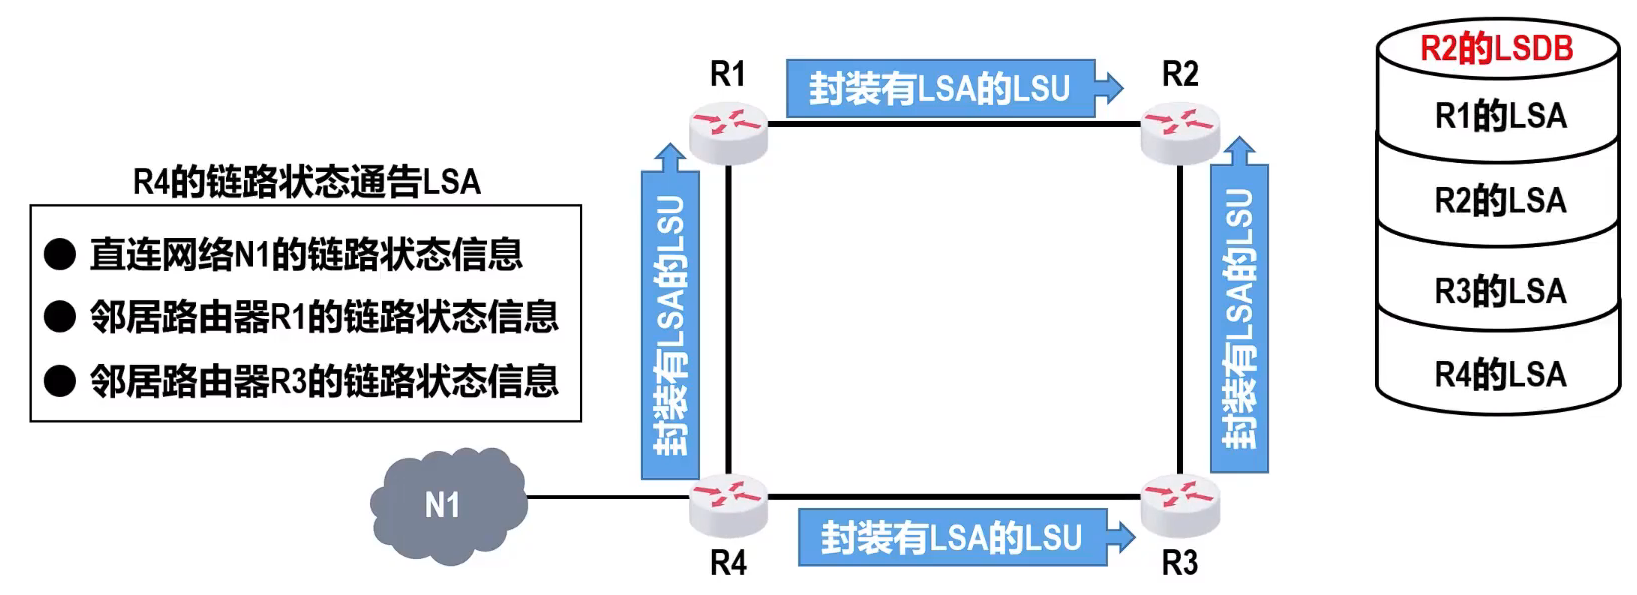 R4的链路状态通告LSA
● 直连网络N1的链路状态信息
● 邻居路由器R1的链路状态信息
● 邻居路由器R3的链路状态信息
N1
R1
封装有LSA的LSU
R2
封装有LSA的LSU
封装有LSA的LSU
R4
封装有LSA的LSU
R3
R2的LSDB
R1的LSA
R2的LSA
R3的LSA
R4的LSA